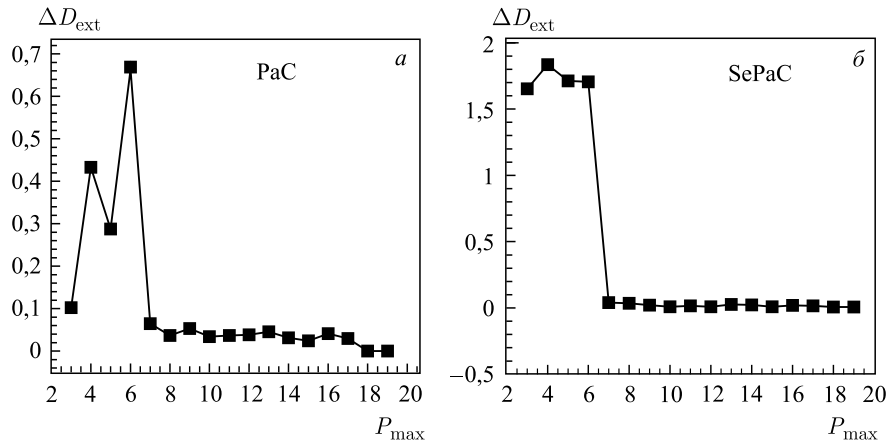 ΔD_ext
PaC
а
0,7
0,6
0,5
0,4
0,3
0,2
0,1
0
2 4 6 8 10 12 14 16 18 20
P_max
ΔD_ext
SePaC
б
2
1,5
1
0,5
0
–0,5
2 4 6 8 10 12 14 16 18 20
P_max